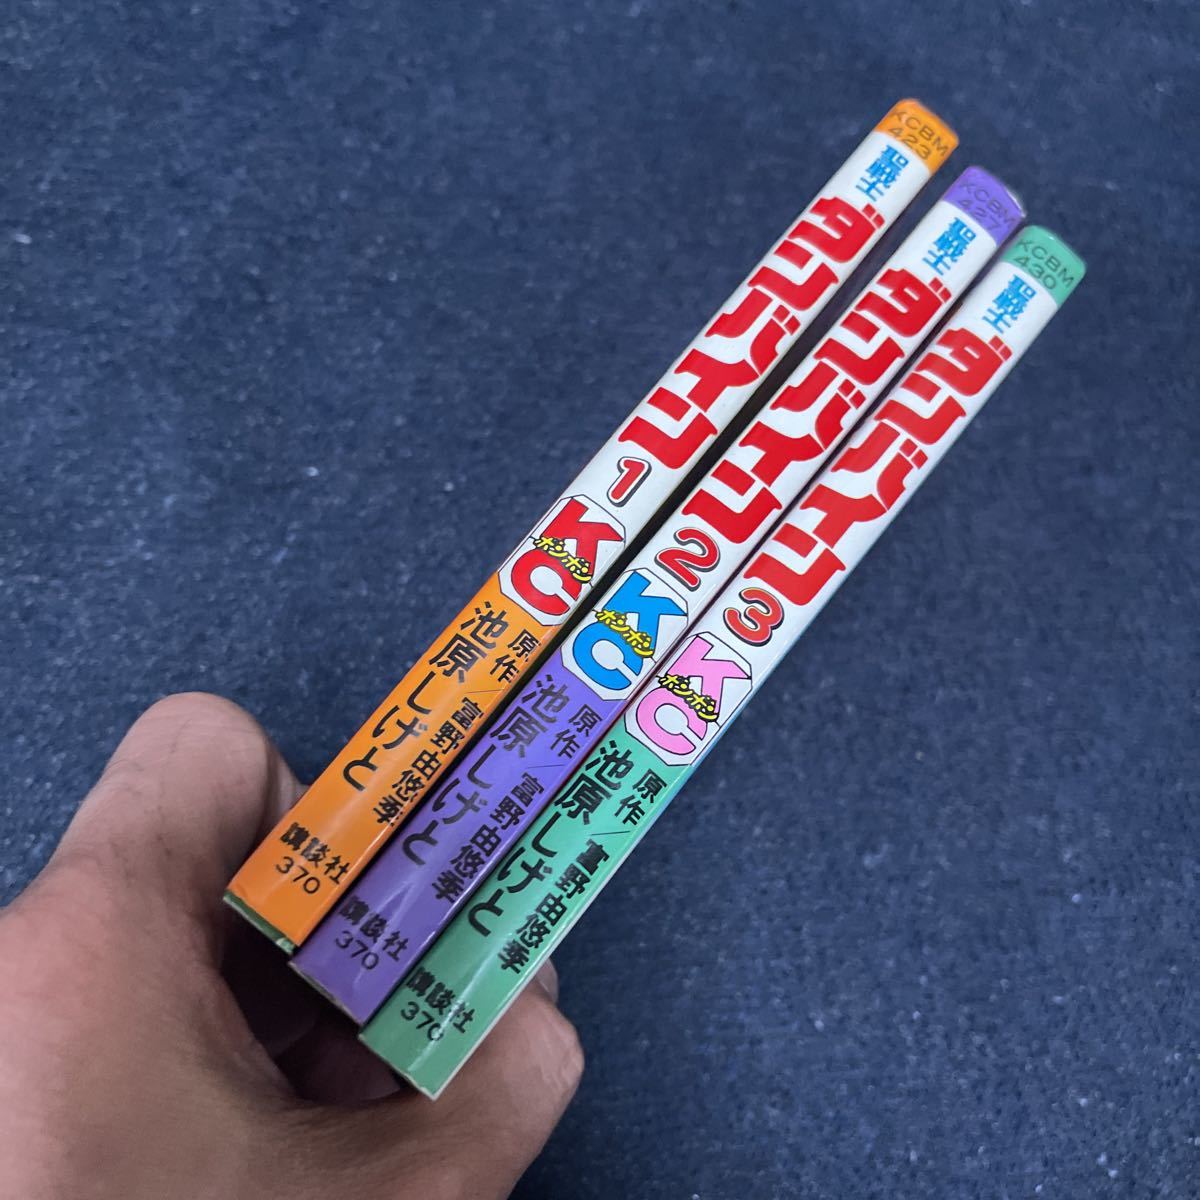 KCBM
423
聖戦士
ダンバイン
1
KC
ボンボン
原作/富野由悠季
池原しげと
講談社
370
KCBM
427
聖戦士
ダンバイン
2
KC
ボンボン
原作/富野由悠季
池原しげと
講談社
370
KCBM
430
聖戦士
ダンバイン
3
KC
ボンボン
原作/富野由悠季
池原しげと
講談社
370